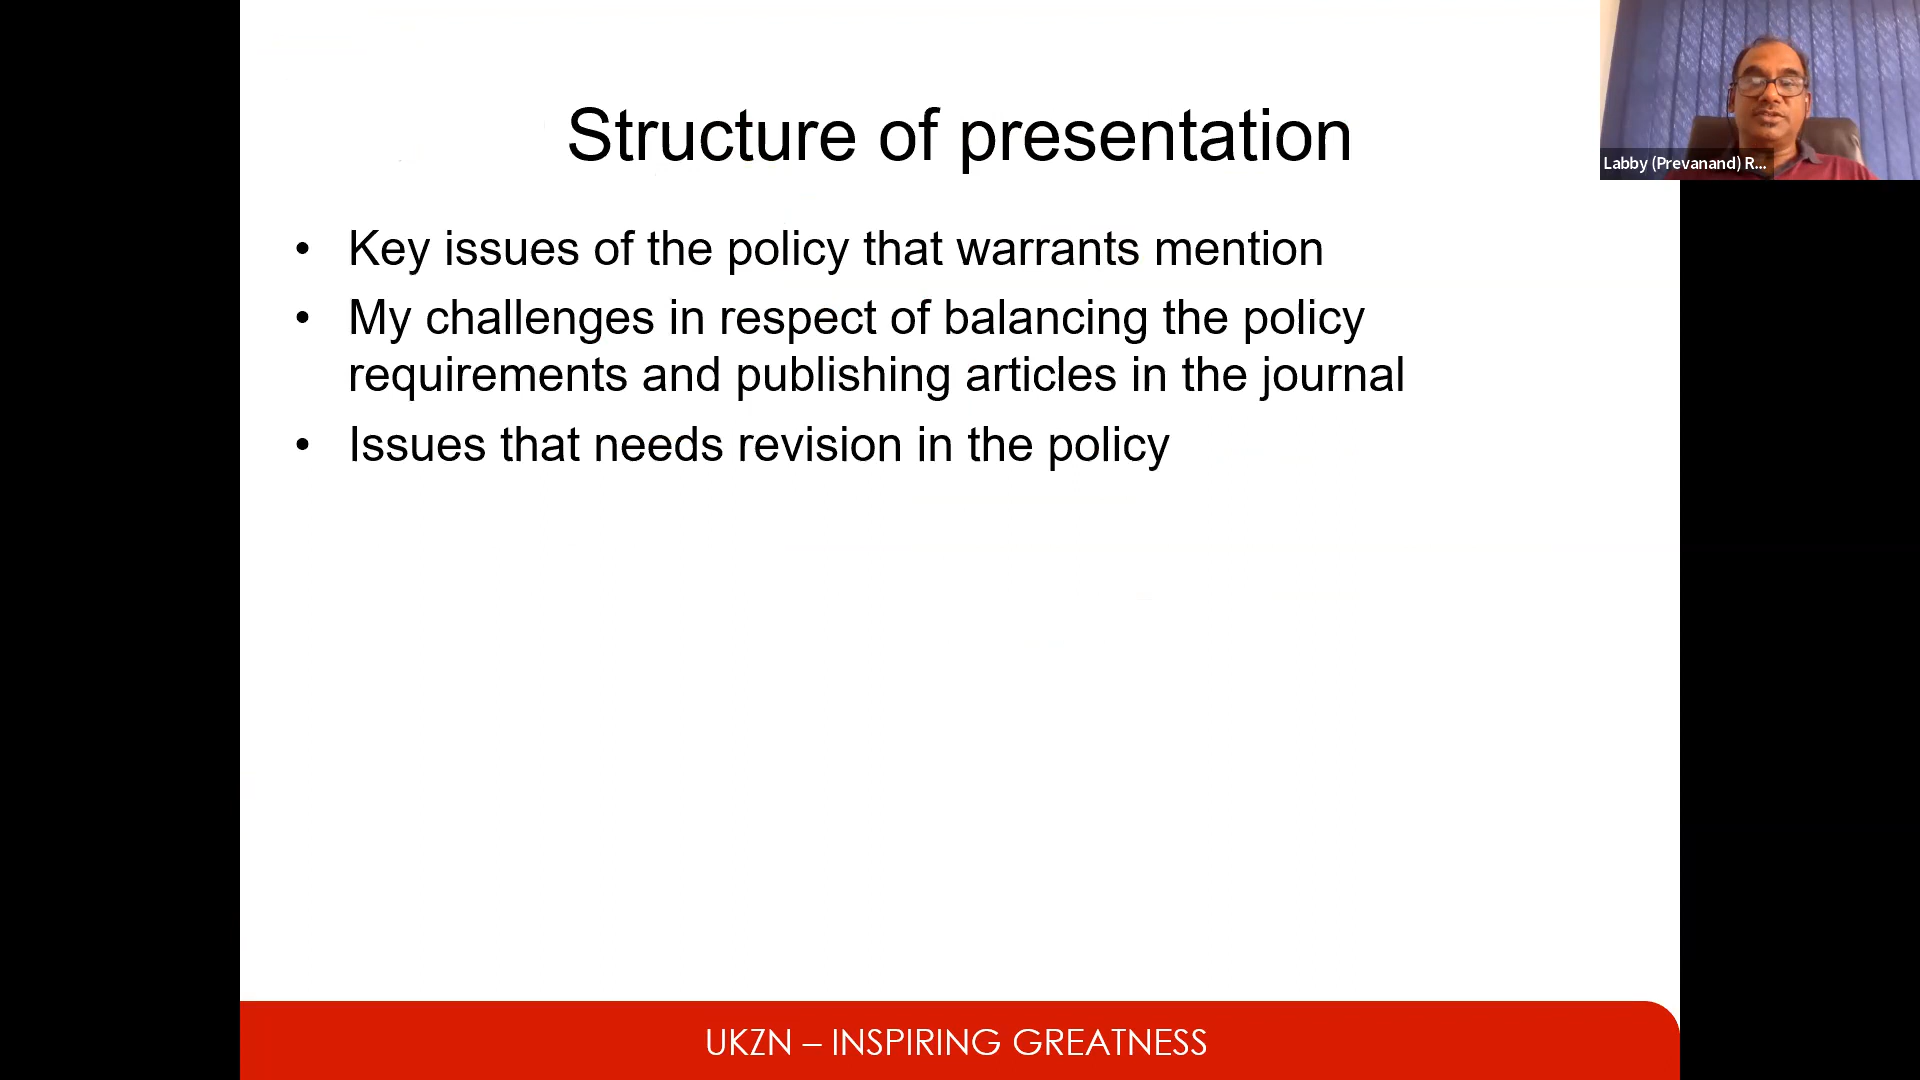 Structure of presentation
Labby (Prevanand) R...
• Key issues of the policy that warrants mention
• My challenges in respect of balancing the policy
requirements and publishing articles in the journal
• Issues that needs revision in the policy
UKZN – INSPIRING GREATNESS